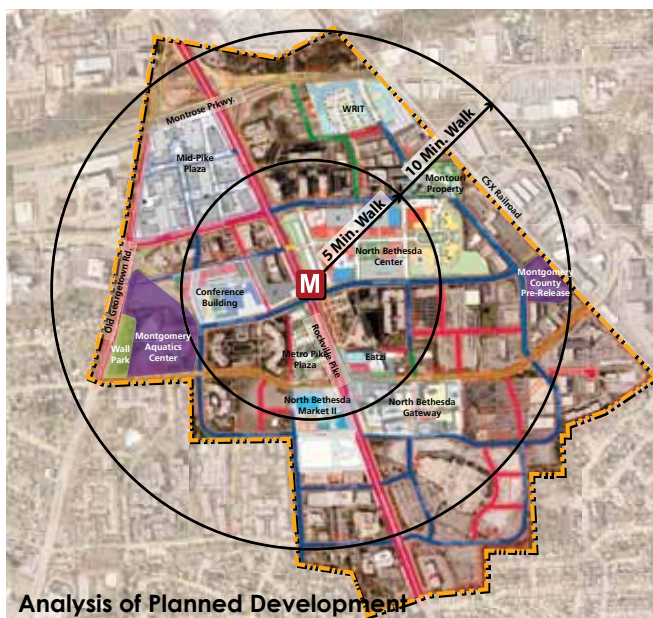 Montrose Prkwy.
WRIT
Mid-Pike
Plaza
10 Min. Walk
Montouri
Property
CSX Railroad
5 Min. Walk
North Bethesda
Center
Old Georgetown Rd.
M
Montgomery
County
Pre-Release
Conference
Building
Wall
Park
Montgomery
Aquatics
Center
Rockville Pike
Metro Pike
Plaza
Eatzi
North Bethesda
Market II
North Bethesda
Gateway
Analysis of Planned Development